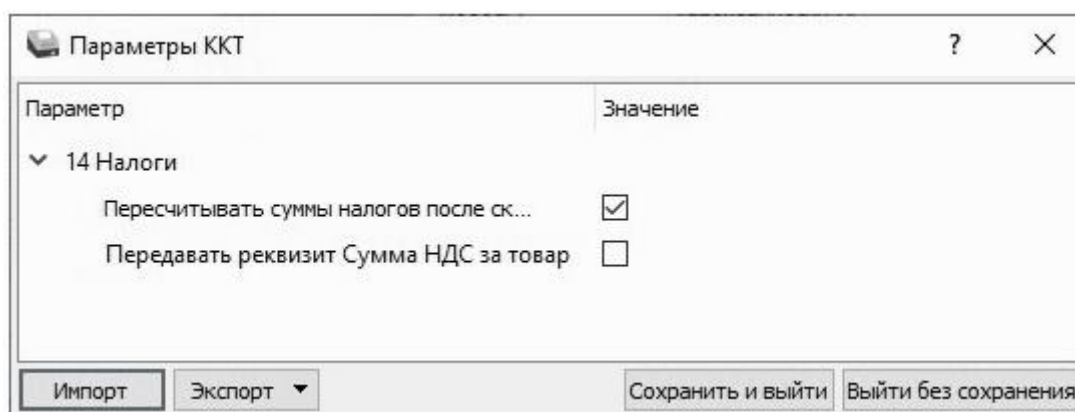 Параметры ККТ ?
Параметр Значение
14 Налоги
Пересчитывать суммы налогов после ск...
Передавать реквизит Сумма НДС за товар
Импорт Экспорт Сохранить и выйти Выйти без сохранения